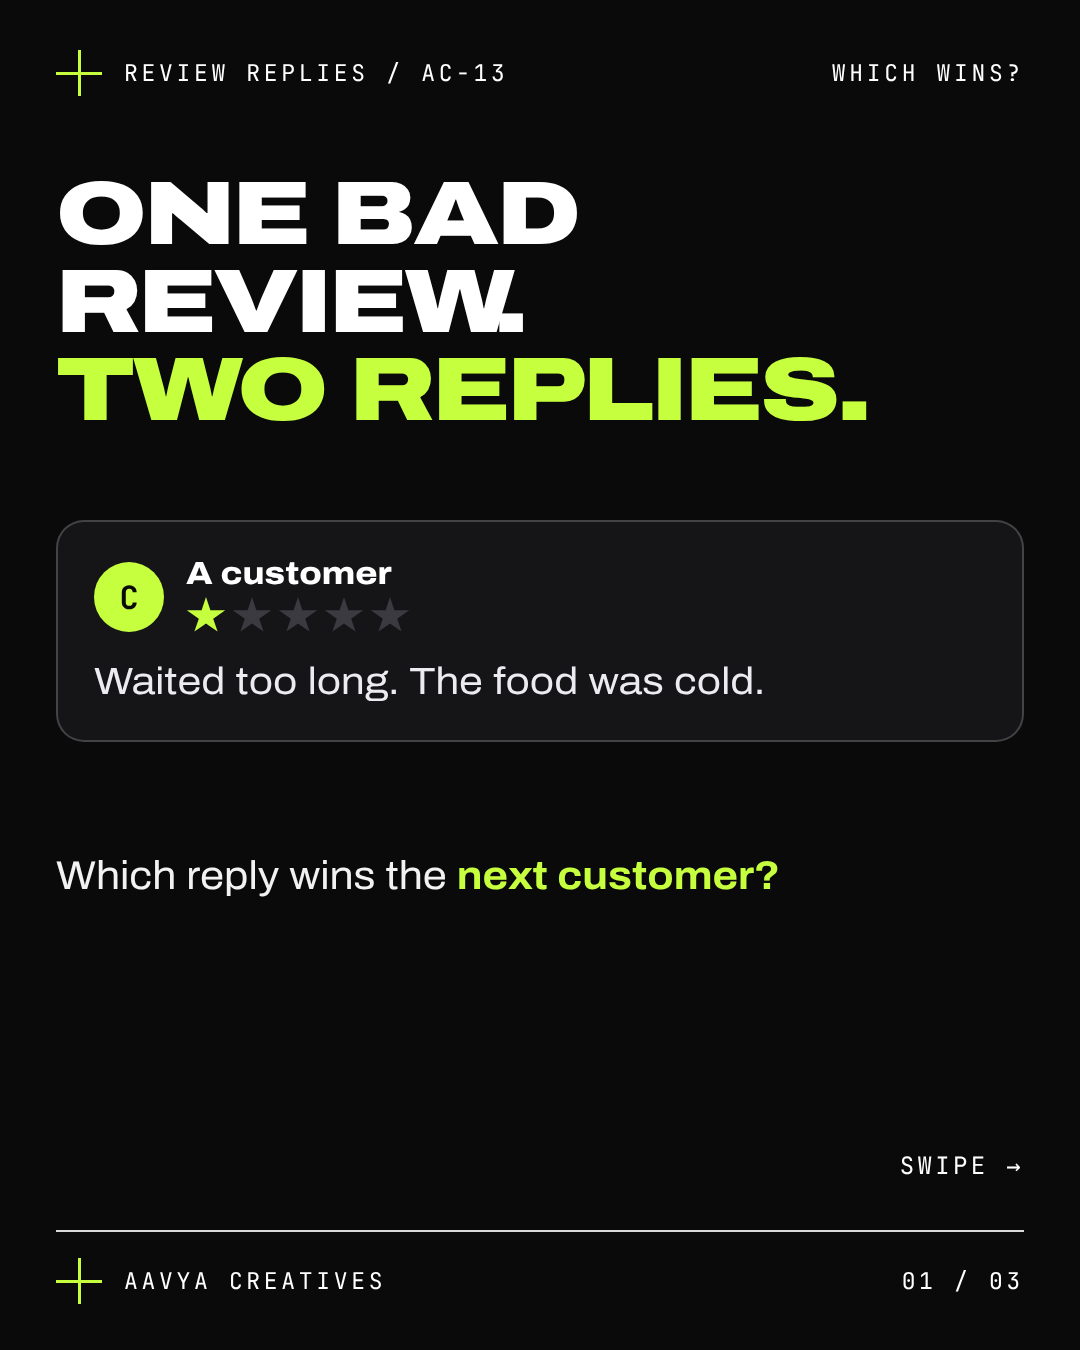 REVIEW REPLIES / AC-13
WHICH WINS?
ONE BAD
REVIEW.
TWO REPLIES.
C
A customer
Waited too long. The food was cold.
Which reply wins the next customer?
SWIPE →
AAVYA CREATIVES
01 / 03